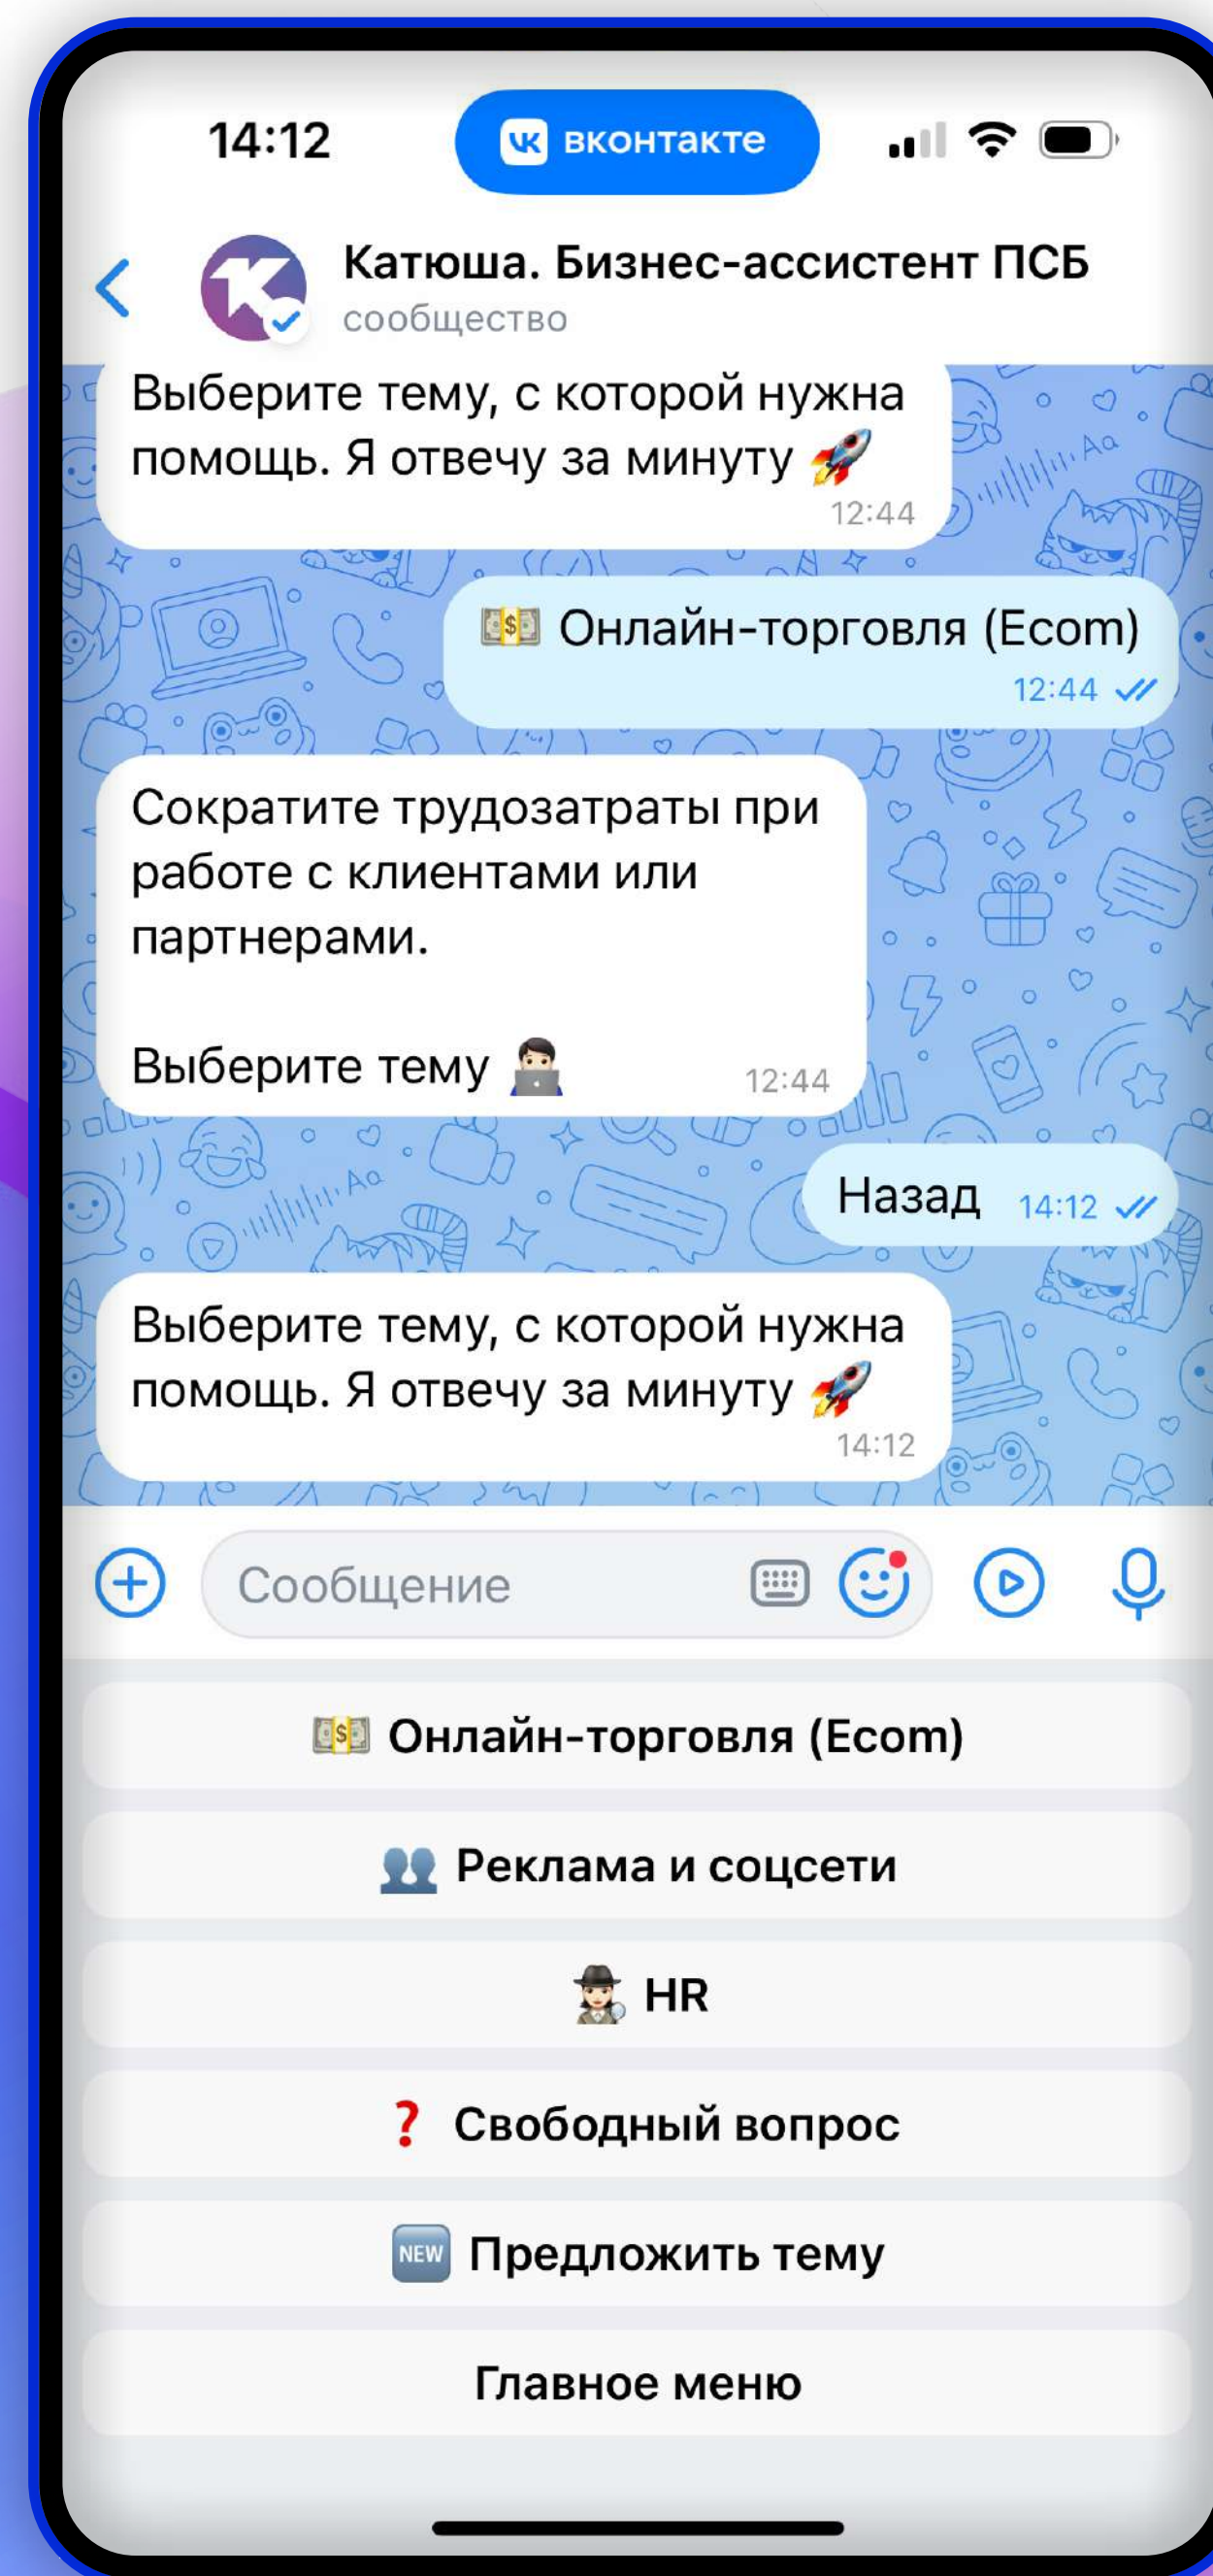 14:12
вконтакте
Катюша. Бизнес-ассистент ПСБ
сообщество
Выберите тему, с которой нужна
помощь. Я отвечу за минуту 🚀
12:44
💵 Онлайн-торговля (Ecom)
12:44
Сократите трудозатраты при
работе с клиентами или
партнерами.
Выберите тему 🧑🏻‍💻 12:44
Назад 14:12
Выберите тему, с которой нужна
помощь. Я отвечу за минуту 🚀
14:12
Сообщение
💵 Онлайн-торговля (Ecom)
👥 Реклама и соцсети
🕵🏻‍♀️ HR
❓ Свободный вопрос
🆕 Предложить тему
Главное меню